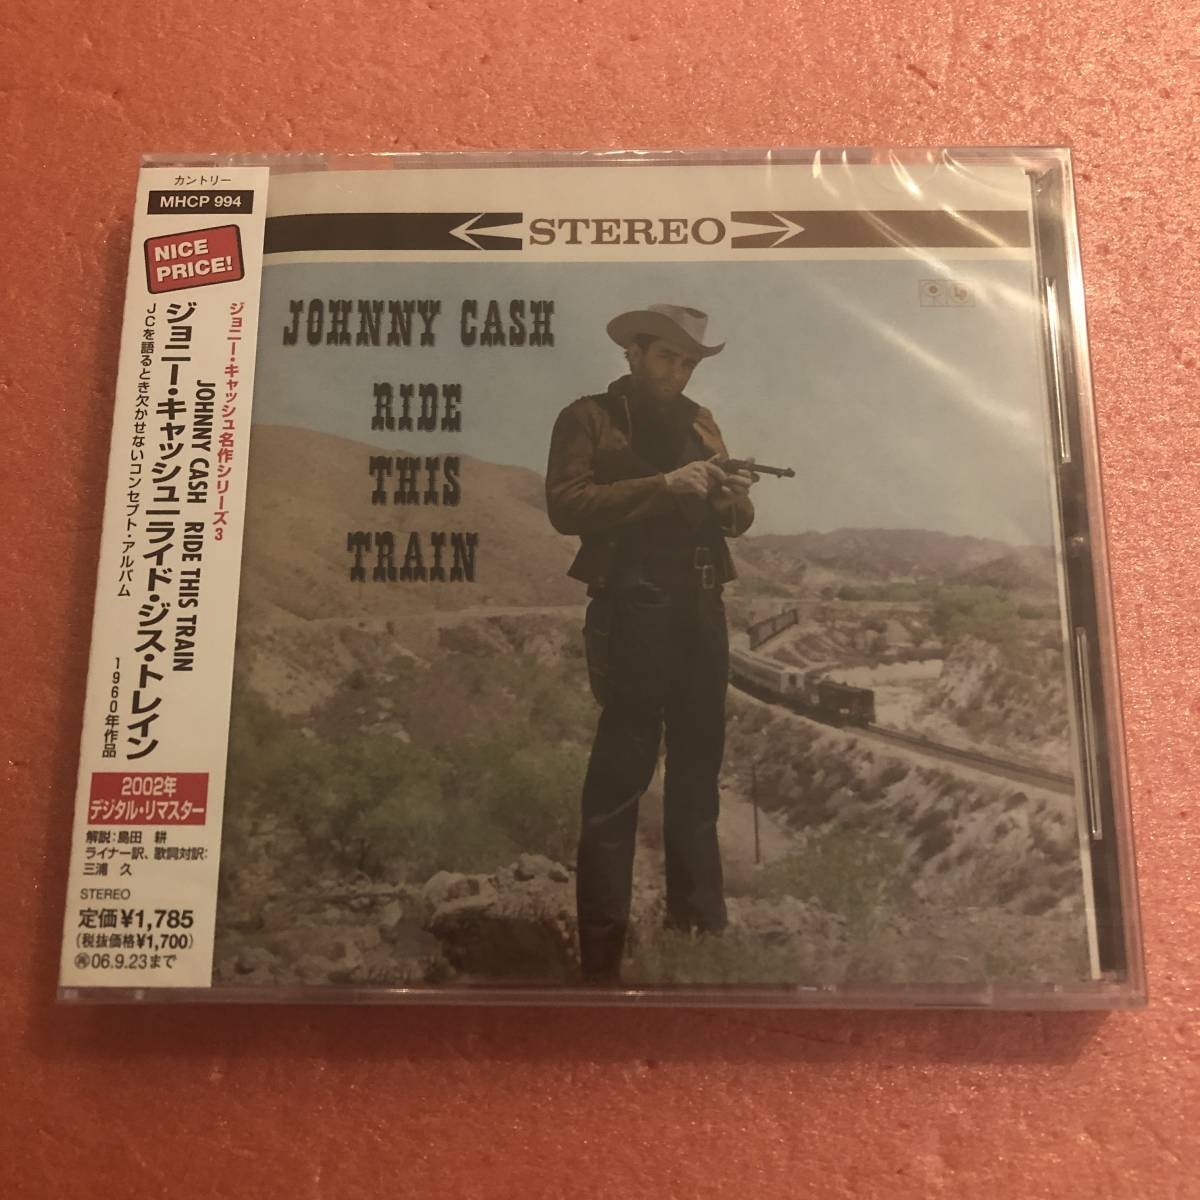 カントリー
MHCP 994
NICE
PRICE!
ジョニー・キャッシュ名作シリーズ3
JOHNNY CASH RIDE THIS TRAIN
ジョニー・キャッシュ|ライド・ジス・トレイン
JCを語るとき欠かせないコンセプト・アルバム
1960年作品
2002年
デジタル・リマスター
解説:島田 耕
ライナー訳、歌詞対訳:
三浦 久
STEREO
定価¥1,785
(税抜価格¥1,700)
㊢06.9.23まで
STEREO
JOHNNY CASH
RIDE
THIS
TRAIN